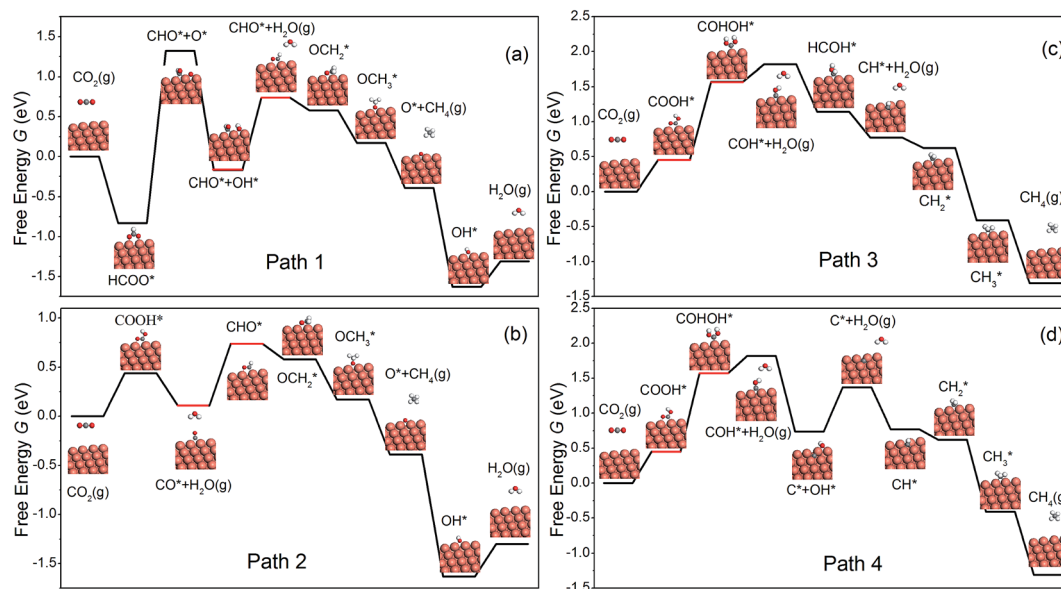 Free Energy G (eV)
1.5
1.0
0.5
0.0
-0.5
-1.0
-1.5
(a)
CO₂(g)
HCOO*
CHO*+O*
CHO*+OH*
CHO*+H₂O(g)
OCH₂*
OCH₃*
O*+CH₄(g)
OH*
H₂O(g)
Path 1
Free Energy G (eV)
1.0
0.5
0.0
-0.5
-1.0
-1.5
(b)
CO₂(g)
COOH*
CO*+H₂O(g)
CHO*
OCH₂*
OCH₃*
O*+CH₄(g)
OH*
H₂O(g)
Path 2
Free Energy G (eV)
2.5
2.0
1.5
1.0
0.5
0.0
-0.5
-1.0
-1.5
(c)
CO₂(g)
COOH*
COHOH*
COH*+H₂O(g)
HCOH*
CH*+H₂O(g)
CH₂*
CH₃*
CH₄(g)
Path 3
Free Energy G (eV)
2.5
2.0
1.5
1.0
0.5
0.0
-0.5
-1.0
-1.5
(d)
CO₂(g)
COOH*
COHOH*
COH*+H₂O(g)
C*+OH*
C*+H₂O(g)
CH*
CH₂*
CH₃*
CH₄(g)
Path 4